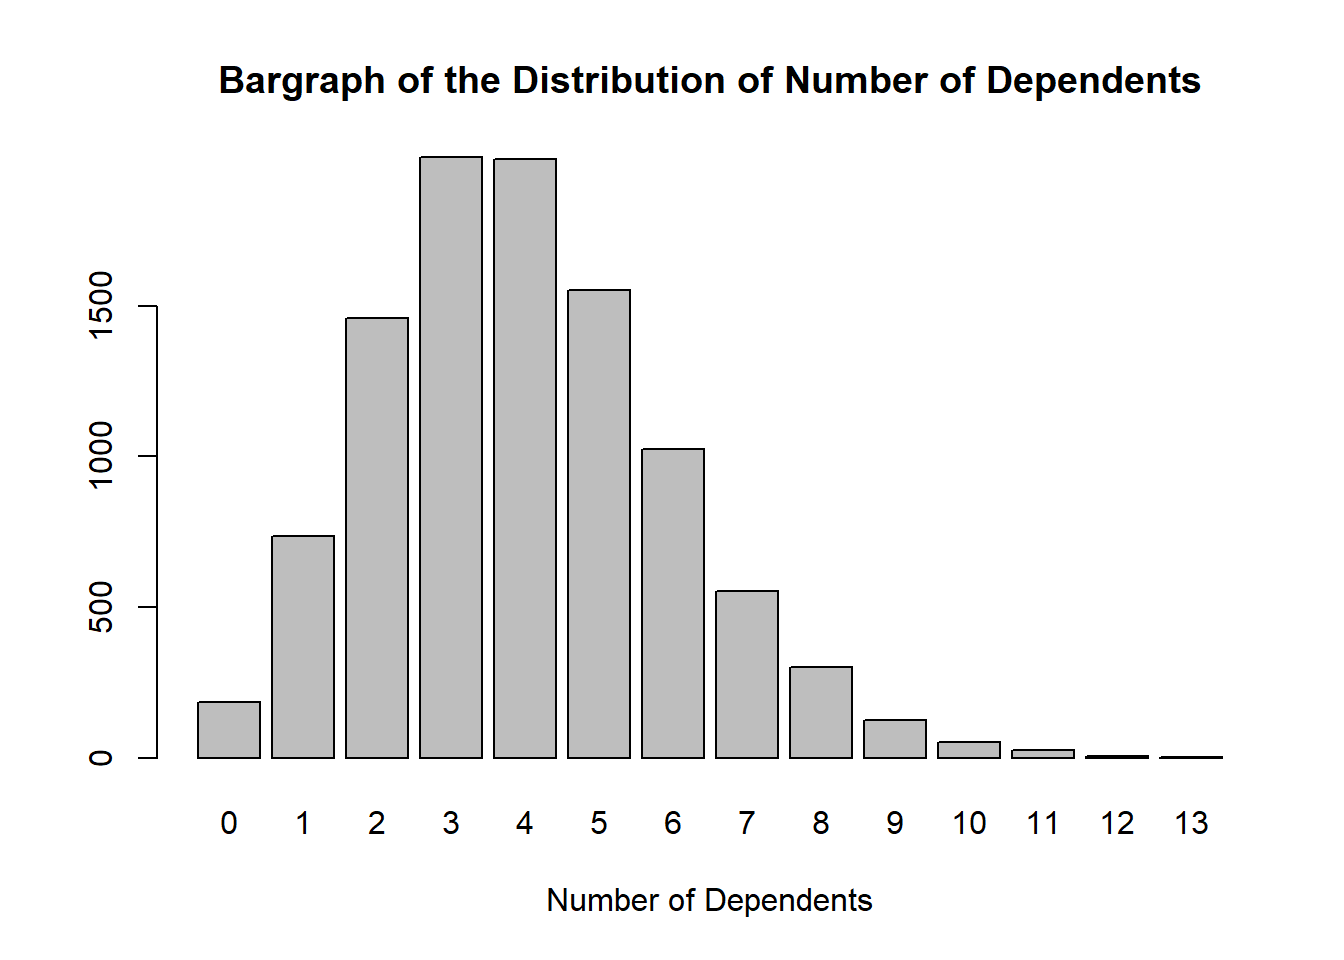 Bargraph of the Distribution of Number of Dependents
1500
1000
500
0
0 1 2 3 4 5 6 7 8 9 10 11 12 13
Number of Dependents